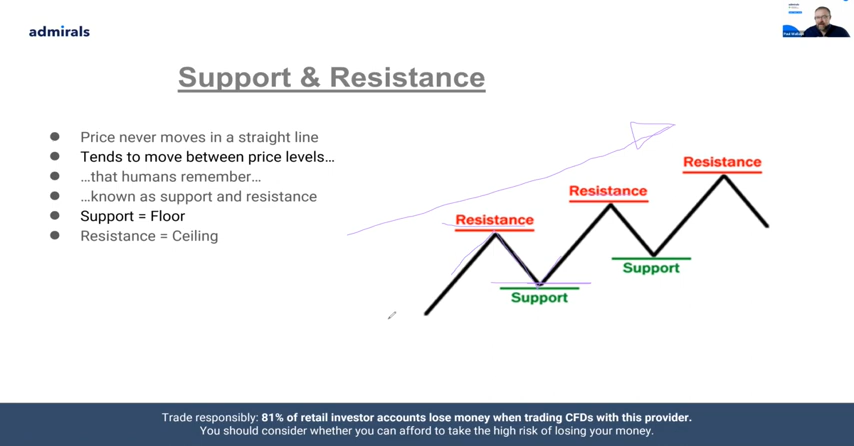 admirals
Support & Resistance
Price never moves in a straight line
Tends to move between price levels...
...that humans remember...
...known as support and resistance
Support = Floor
Resistance = Ceiling
Resistance
Resistance
Resistance
Support
Support
Trade responsibly: 81% of retail investor accounts lose money when trading CFDs with this provider.
You should consider whether you can afford to take the high risk of losing your money.